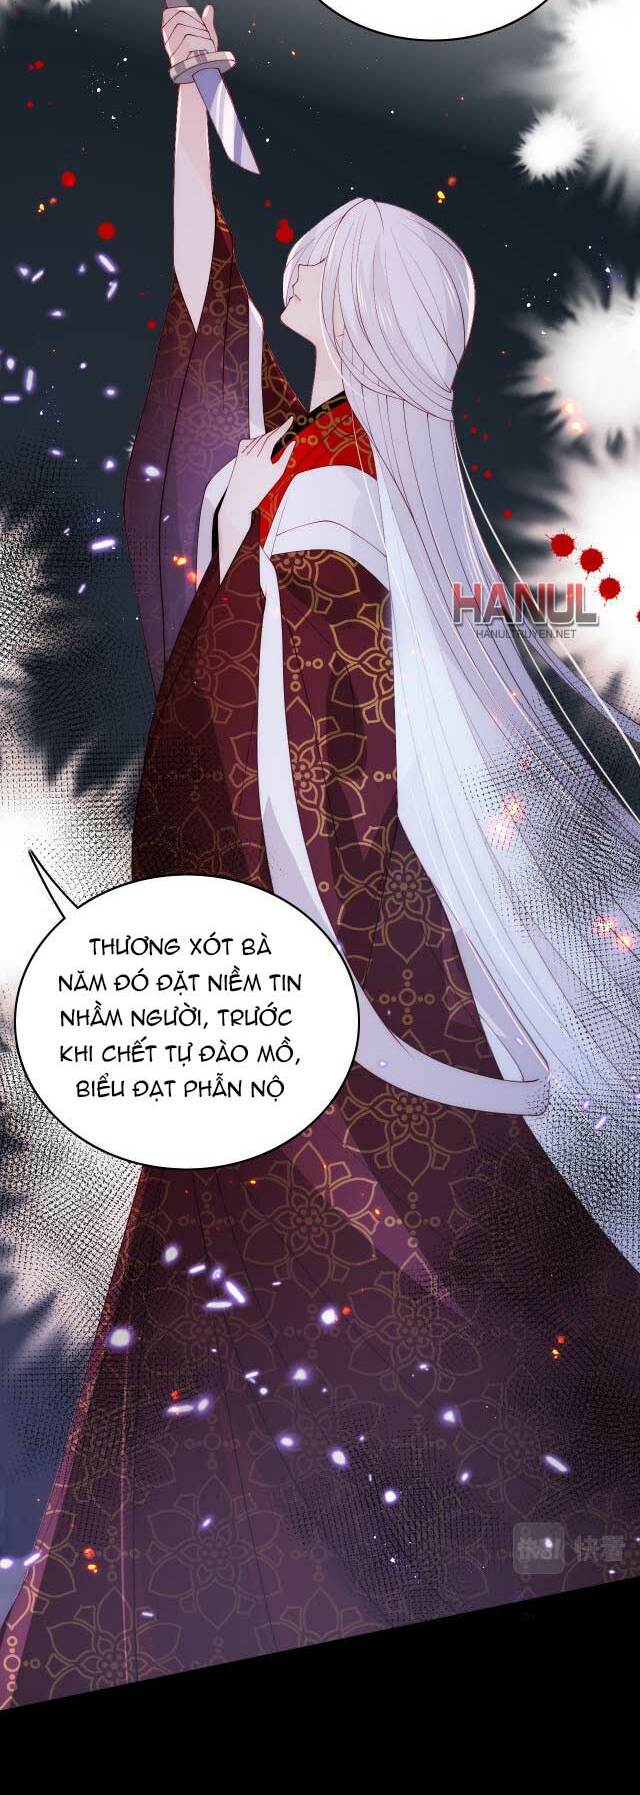 HANUL
HANULTRUYEN.NET
THƯƠNG XÓT BÀ
NĂM ĐÓ ĐẶT NIỀM TIN
NHẦM NGƯỜI, TRƯỚC
KHI CHẾT TỰ ĐÀO MỒ,
BIỂU ĐẠT PHẪN NỘ
快看